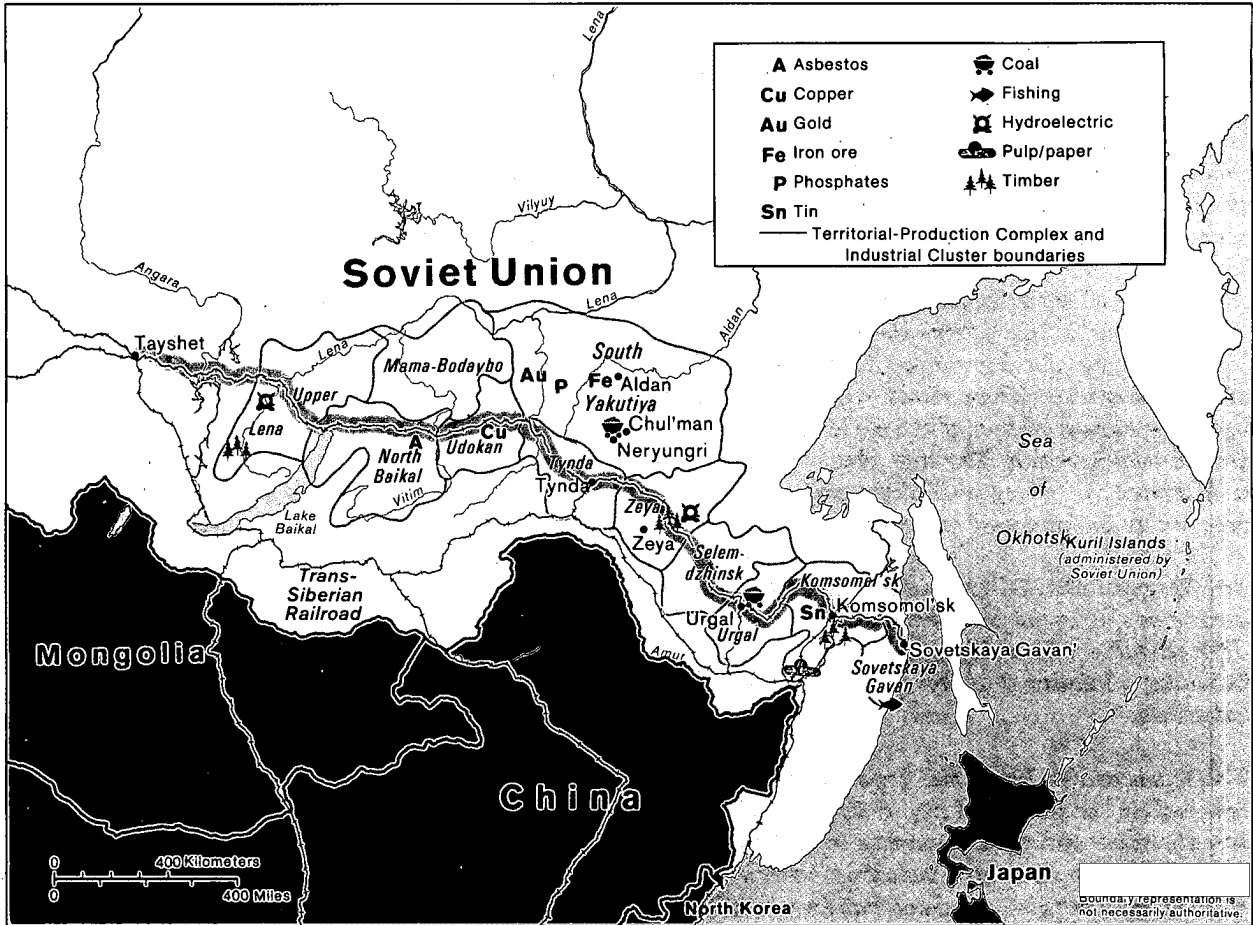 Lena
A Asbestos
Cu Copper
Au Gold
Fe Iron ore
P Phosphates
Sn Tin
Coal
Fishing
Hydroelectric
Pulp/paper
Timber
Territorial-Production Complex and
Industrial Cluster boundaries
Vilyuy
Angara
Soviet Union
Lena
Aldan
Tayshet
Lena
Mama-Bodaybo
South
Yakutiya
Au
P
Fe
Aldan
Chul'man
Neryungri
Upper
Lena
A
North
Baikal
Udokan
Cu
Vitim
Lake
Baikal
Tynda
Tynda
Zeya
Zeya
Selem-
dzhinsk
Urgal
Urgal
Komsomol'sk
Sn
Komsomol'sk
Sovetskaya Gavan'
Sovetskaya
Gavan
Amur
Trans-
Siberian
Railroad
Sea
of
Okhotsk
Kuril Islands
(administered by
Soviet Union)
Mongolia
China
North Korea
Japan
0 400 Kilometers
0 400 Miles
Boundary representation is
not necessarily authoritative.